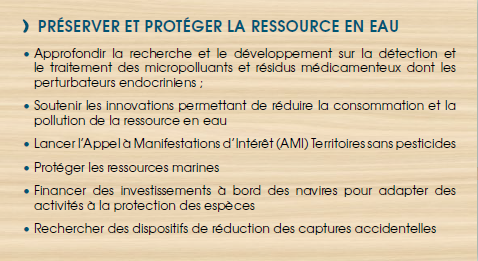 ❯ PRÉSERVER ET PROTÉGER LA RESSOURCE EN EAU
• Approfondir la recherche et le développement sur la détection et
le traitement des micropolluants et résidus médicamenteux dont les
perturbateurs endocriniens ;
• Soutenir les innovations permettant de réduire la consommation et la
pollution de la ressource en eau
• Lancer l'Appel à Manifestations d'Intérêt (AMI) Territoires sans pesticides
• Protéger les ressources marines
• Financer des investissements à bord des navires pour adapter des
activités à la protection des espèces
• Rechercher des dispositifs de réduction des captures accidentelles